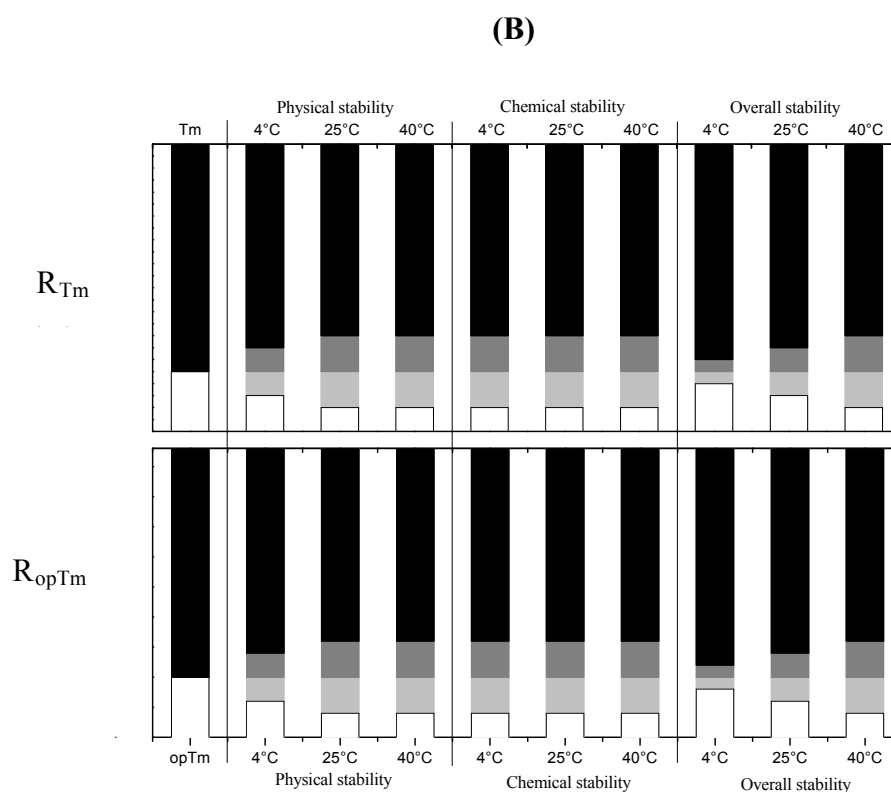 (B)
Physical stability Chemical stability Overall stability
Tm 4°C 25°C 40°C 4°C 25°C 40°C 4°C 25°C 40°C
RTm
RopTm
opTm 4°C 25°C 40°C 4°C 25°C 40°C 4°C 25°C 40°C
Physical stability Chemical stability Overall stability